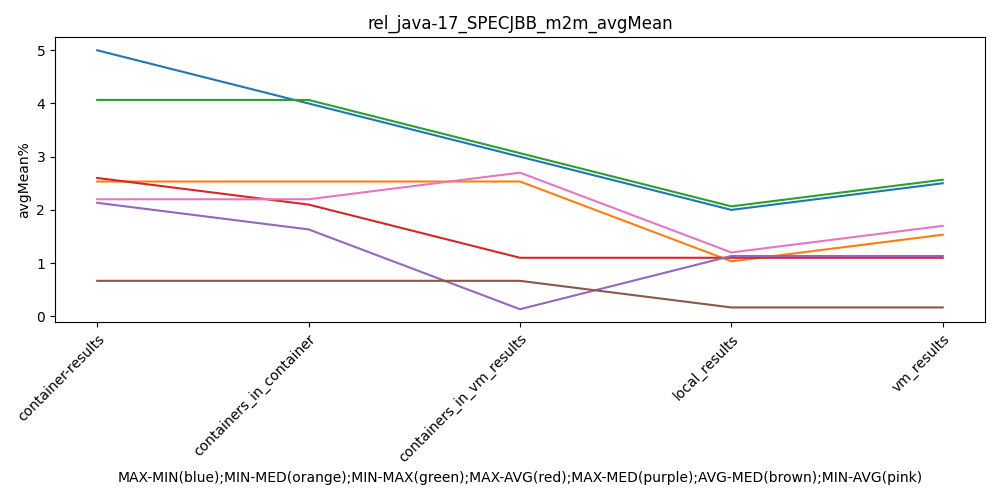 rel_java-17_SPECJBB_m2m_avgMean
avgMean%
5
4
3
2
1
0
container-results
containers_in_container
containers_in_vm_results
local_results
vm_results
MAX-MIN(blue);MIN-MED(orange);MIN-MAX(green);MAX-AVG(red);MAX-MED(purple);AVG-MED(brown);MIN-AVG(pink)